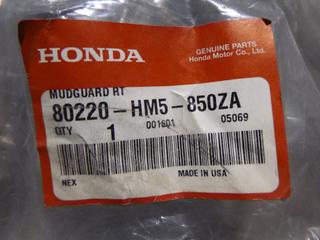 HONDA
GENUINE PARTS
Honda Motor Co., Ltd.
MUDGUARD RT
80220-HM5-850ZA
QTY 1 001601 05069
NEX MADE IN USA